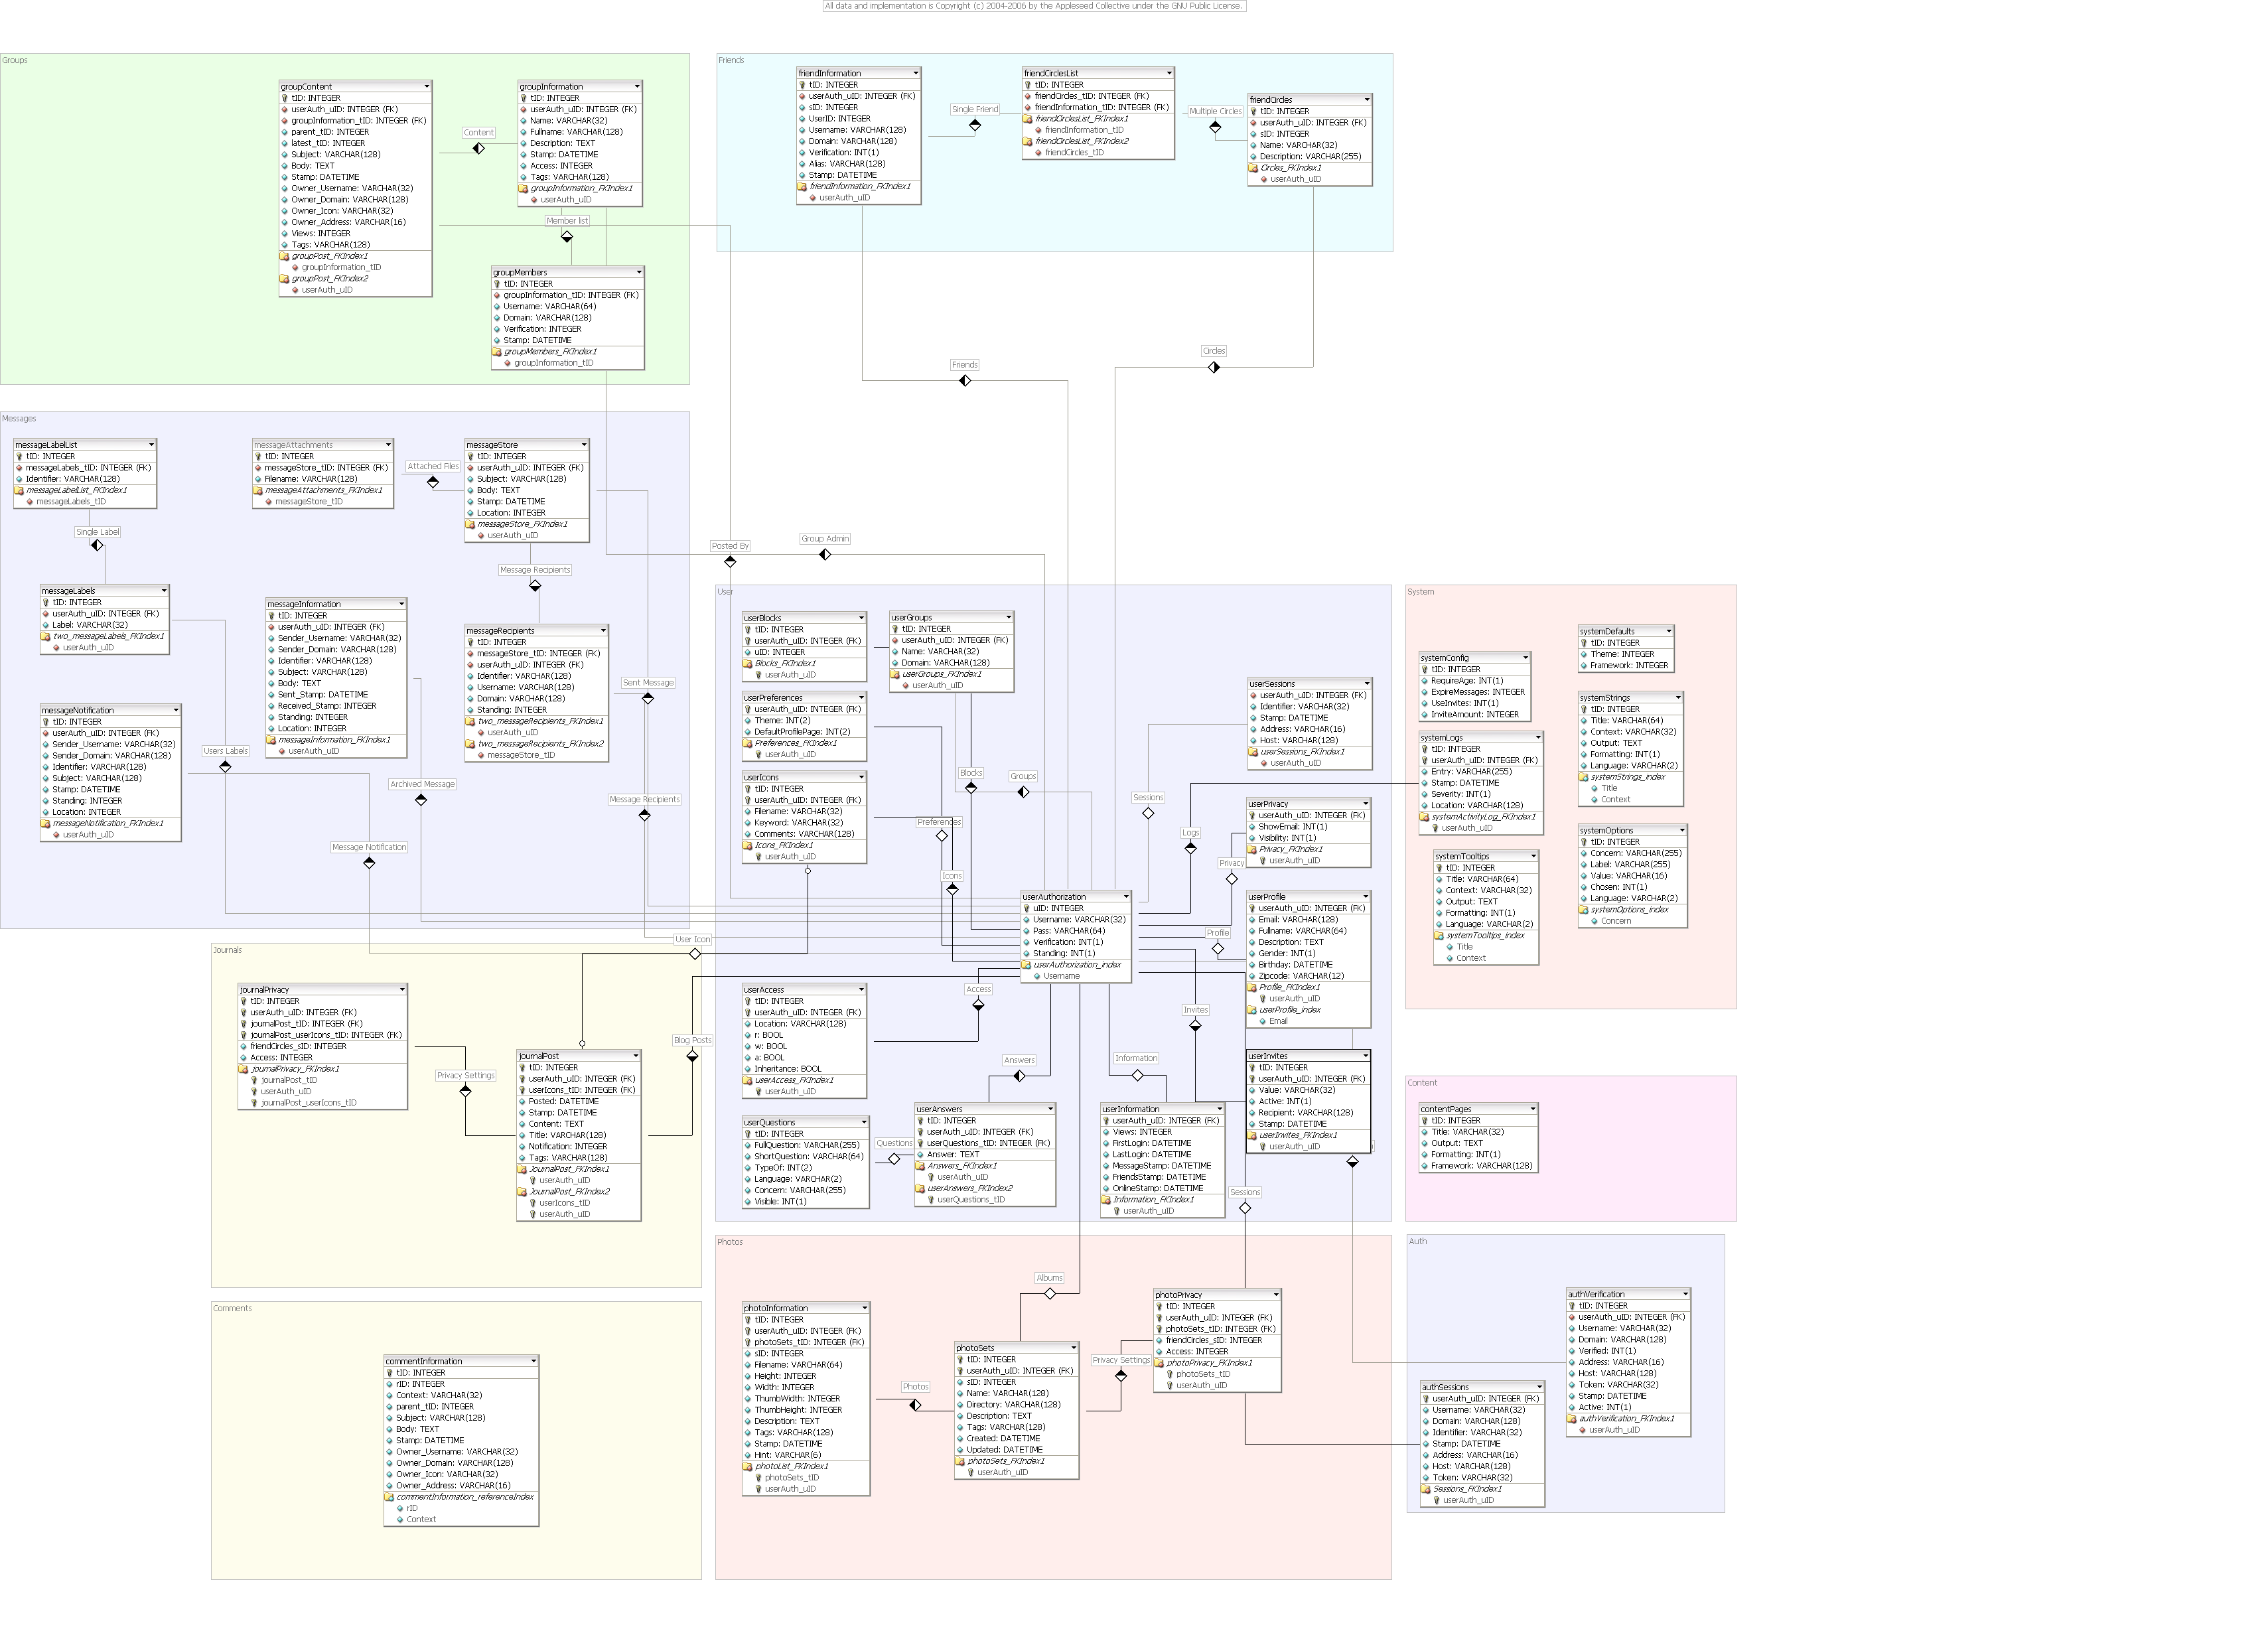 All data and implementation is Copyright (c) 2004-2006 by the Appleseed Collective under the GNU Public License.
Groups
groupContent
tID: INTEGER
userAuth_uID: INTEGER (FK)
groupInformation_tID: INTEGER (FK)
parent_tID: INTEGER
latest_tID: INTEGER
Subject: VARCHAR(128)
Body: TEXT
Stamp: DATETIME
Owner_Username: VARCHAR(32)
Owner_Domain: VARCHAR(128)
Owner_Icon: VARCHAR(32)
Owner_Address: VARCHAR(16)
Views: INTEGER
Tags: VARCHAR(128)
groupPost_FKIndex1
groupInformation_tID
groupPost_FKIndex2
userAuth_uID
Content
groupInformation
tID: INTEGER
userAuth_uID: INTEGER (FK)
Name: VARCHAR(32)
Fullname: VARCHAR(128)
Description: TEXT
Stamp: DATETIME
Access: INTEGER
Tags: VARCHAR(128)
groupInformation_FKIndex1
userAuth_uID
Member list
groupMembers
tID: INTEGER
groupInformation_tID: INTEGER (FK)
Username: VARCHAR(64)
Domain: VARCHAR(128)
Verification: INTEGER
Stamp: DATETIME
groupMembers_FKIndex1
groupInformation_tID
Friends
friendInformation
tID: INTEGER
userAuth_uID: INTEGER (FK)
sID: INTEGER
UserID: INTEGER
Username: VARCHAR(128)
Domain: VARCHAR(128)
Verification: INT(1)
Alias: VARCHAR(128)
Stamp: DATETIME
friendInformation_FKIndex1
userAuth_uID
Single Friend
friendCirclesList
tID: INTEGER
friendCircles_tID: INTEGER (FK)
friendInformation_tID: INTEGER (FK)
friendCirclesList_FKIndex1
friendInformation_tID
friendCirclesList_FKIndex2
friendCircles_tID
Multiple Circles
friendCircles
tID: INTEGER
userAuth_uID: INTEGER (FK)
sID: INTEGER
Name: VARCHAR(32)
Description: VARCHAR(255)
Circles_FKIndex1
userAuth_uID
Friends
Circles
Messages
messageLabelList
tID: INTEGER
messageLabels_tID: INTEGER (FK)
Identifier: VARCHAR(128)
messageLabelList_FKIndex1
messageLabels_tID
messageAttachments
tID: INTEGER
messageStore_tID: INTEGER (FK)
Filename: VARCHAR(128)
messageAttachments_FKIndex1
messageStore_tID
Attached Files
messageStore
tID: INTEGER
userAuth_uID: INTEGER (FK)
Subject: VARCHAR(128)
Body: TEXT
Stamp: DATETIME
Location: INTEGER
messageStore_FKIndex1
userAuth_uID
Single Label
Message Recipients
Posted By
Group Admin
messageLabels
tID: INTEGER
userAuth_uID: INTEGER (FK)
Label: VARCHAR(32)
two_messageLabels_FKIndex1
userAuth_uID
messageInformation
tID: INTEGER
userAuth_uID: INTEGER (FK)
Sender_Username: VARCHAR(32)
Sender_Domain: VARCHAR(128)
Identifier: VARCHAR(128)
Subject: VARCHAR(128)
Body: TEXT
Sent_Stamp: DATETIME
Received_Stamp: INTEGER
Standing: INTEGER
Location: INTEGER
messageInformation_FKIndex1
userAuth_uID
messageRecipients
tID: INTEGER
messageStore_tID: INTEGER (FK)
userAuth_uID: INTEGER (FK)
Identifier: VARCHAR(128)
Username: VARCHAR(128)
Domain: VARCHAR(128)
Standing: INTEGER
two_messageRecipients_FKIndex1
userAuth_uID
two_messageRecipients_FKIndex2
messageStore_tID
Sent Message
messageNotification
tID: INTEGER
userAuth_uID: INTEGER (FK)
Sender_Username: VARCHAR(32)
Sender_Domain: VARCHAR(128)
Identifier: VARCHAR(128)
Subject: VARCHAR(128)
Stamp: DATETIME
Standing: INTEGER
Location: INTEGER
messageNotification_FKIndex1
userAuth_uID
Users Labels
Archived Message
Message Recipients
Message Notification
User
userBlocks
tID: INTEGER
userAuth_uID: INTEGER (FK)
uID: INTEGER
Blocks_FKIndex1
userAuth_uID
userGroups
tID: INTEGER
userAuth_uID: INTEGER (FK)
Name: VARCHAR(32)
Domain: VARCHAR(128)
userGroups_FKIndex1
userAuth_uID
userPreferences
userAuth_uID: INTEGER (FK)
Theme: INT(2)
DefaultProfilePage: INT(2)
Preferences_FKIndex1
userAuth_uID
userIcons
tID: INTEGER
userAuth_uID: INTEGER (FK)
Filename: VARCHAR(32)
Keyword: VARCHAR(32)
Comments: VARCHAR(128)
Icons_FKIndex1
userAuth_uID
Blocks
Groups
Preferences
Icons
Sessions
Logs
Privacy
userSessions
userAuth_uID: INTEGER (FK)
Identifier: VARCHAR(32)
Stamp: DATETIME
Address: VARCHAR(16)
Host: VARCHAR(128)
userSessions_FKIndex1
userAuth_uID
userPrivacy
userAuth_uID: INTEGER (FK)
ShowEmail: INT(1)
Visibility: INT(1)
Privacy_FKIndex1
userAuth_uID
userAuthorization
uID: INTEGER
Username: VARCHAR(32)
Pass: VARCHAR(64)
Verification: INT(1)
Standing: INT(1)
userAuthorization_index
Username
Profile
userProfile
userAuth_uID: INTEGER (FK)
Email: VARCHAR(128)
Fullname: VARCHAR(64)
Description: TEXT
Gender: INT(1)
Birthday: DATETIME
Zipcode: VARCHAR(12)
Profile_FKIndex1
userAuth_uID
userProfile_index
Email
User Icon
Access
Invites
Blog Posts
userAccess
tID: INTEGER
userAuth_uID: INTEGER (FK)
Location: VARCHAR(128)
r: BOOL
w: BOOL
a: BOOL
Inheritance: BOOL
userAccess_FKIndex1
userAuth_uID
Answers
Information
userInvites
tID: INTEGER
userAuth_uID: INTEGER (FK)
Value: VARCHAR(32)
Active: INT(1)
Recipient: VARCHAR(128)
Stamp: DATETIME
userInvites_FKIndex1
userAuth_uID
userQuestions
tID: INTEGER
FullQuestion: VARCHAR(255)
ShortQuestion: VARCHAR(64)
TypeOf: INT(2)
Language: VARCHAR(2)
Concern: VARCHAR(255)
Visible: INT(1)
Questions
userAnswers
tID: INTEGER
userAuth_uID: INTEGER (FK)
userQuestions_tID: INTEGER (FK)
Answer: TEXT
Answers_FKIndex1
userAuth_uID
userAnswers_FKIndex2
userQuestions_tID
userInformation
userAuth_uID: INTEGER (FK)
Views: INTEGER
FirstLogin: DATETIME
LastLogin: DATETIME
MessageStamp: DATETIME
FriendsStamp: DATETIME
OnlineStamp: DATETIME
Information_FKIndex1
userAuth_uID
Sessions
System
systemDefaults
tID: INTEGER
Theme: INTEGER
Framework: INTEGER
systemConfig
tID: INTEGER
RequireAge: INT(1)
ExpireMessages: INTEGER
UseInvites: INT(1)
InviteAmount: INTEGER
systemStrings
tID: INTEGER
Title: VARCHAR(64)
Context: VARCHAR(32)
Output: TEXT
Formatting: INT(1)
Language: VARCHAR(2)
systemStrings_index
Title
Context
systemLogs
tID: INTEGER
userAuth_uID: INTEGER (FK)
Entry: VARCHAR(255)
Stamp: DATETIME
Severity: INT(1)
Location: VARCHAR(128)
systemActivityLog_FKIndex1
userAuth_uID
systemOptions
tID: INTEGER
Concern: VARCHAR(255)
Label: VARCHAR(255)
Value: VARCHAR(16)
Chosen: INT(1)
Language: VARCHAR(2)
systemOptions_index
Concern
systemTooltips
tID: INTEGER
Title: VARCHAR(64)
Context: VARCHAR(32)
Output: TEXT
Formatting: INT(1)
Language: VARCHAR(2)
systemTooltips_index
Title
Context
Journals
journalPrivacy
tID: INTEGER
userAuth_uID: INTEGER (FK)
journalPost_tID: INTEGER (FK)
journalPost_userIcons_tID: INTEGER (FK)
friendCircles_sID: INTEGER
Access: INTEGER
journalPrivacy_FKIndex1
journalPost_tID
userAuth_uID
journalPost_userIcons_tID
Privacy Settings
journalPost
tID: INTEGER
userAuth_uID: INTEGER (FK)
userIcons_tID: INTEGER (FK)
Posted: DATETIME
Stamp: DATETIME
Content: TEXT
Title: VARCHAR(128)
Notification: INTEGER
Tags: VARCHAR(128)
JournalPost_FKIndex1
userAuth_uID
JournalPost_FKIndex2
userIcons_tID
userAuth_uID
Content
contentPages
tID: INTEGER
Title: VARCHAR(32)
Output: TEXT
Formatting: INT(1)
Framework: VARCHAR(128)
Comments
commentInformation
tID: INTEGER
rID: INTEGER
Context: VARCHAR(32)
parent_tID: INTEGER
Subject: VARCHAR(128)
Body: TEXT
Stamp: DATETIME
Owner_Username: VARCHAR(32)
Owner_Domain: VARCHAR(128)
Owner_Icon: VARCHAR(32)
Owner_Address: VARCHAR(16)
commentInformation_referenceIndex
rID
Context
Photos
Albums
photoInformation
tID: INTEGER
userAuth_uID: INTEGER (FK)
photoSets_tID: INTEGER (FK)
sID: INTEGER
Filename: VARCHAR(64)
Height: INTEGER
Width: INTEGER
ThumbWidth: INTEGER
ThumbHeight: INTEGER
Description: TEXT
Tags: VARCHAR(128)
Stamp: DATETIME
Hint: VARCHAR(6)
photoList_FKIndex1
photoSets_tID
userAuth_uID
Photos
photoSets
tID: INTEGER
userAuth_uID: INTEGER (FK)
sID: INTEGER
Name: VARCHAR(128)
Directory: VARCHAR(128)
Description: TEXT
Tags: VARCHAR(128)
Created: DATETIME
Updated: DATETIME
photoSets_FKIndex1
userAuth_uID
Privacy Settings
photoPrivacy
tID: INTEGER
userAuth_uID: INTEGER (FK)
photoSets_tID: INTEGER (FK)
friendCircles_sID: INTEGER
Access: INTEGER
photoPrivacy_FKIndex1
photoSets_tID
userAuth_uID
Auth
authVerification
tID: INTEGER
userAuth_uID: INTEGER (FK)
Username: VARCHAR(32)
Domain: VARCHAR(128)
Verified: INT(1)
Address: VARCHAR(16)
Host: VARCHAR(128)
Token: VARCHAR(32)
Stamp: DATETIME
Active: INT(1)
authVerification_FKIndex1
userAuth_uID
authSessions
userAuth_uID: INTEGER (FK)
Username: VARCHAR(32)
Domain: VARCHAR(128)
Identifier: VARCHAR(32)
Stamp: DATETIME
Address: VARCHAR(16)
Host: VARCHAR(128)
Token: VARCHAR(32)
Sessions_FKIndex1
userAuth_uID